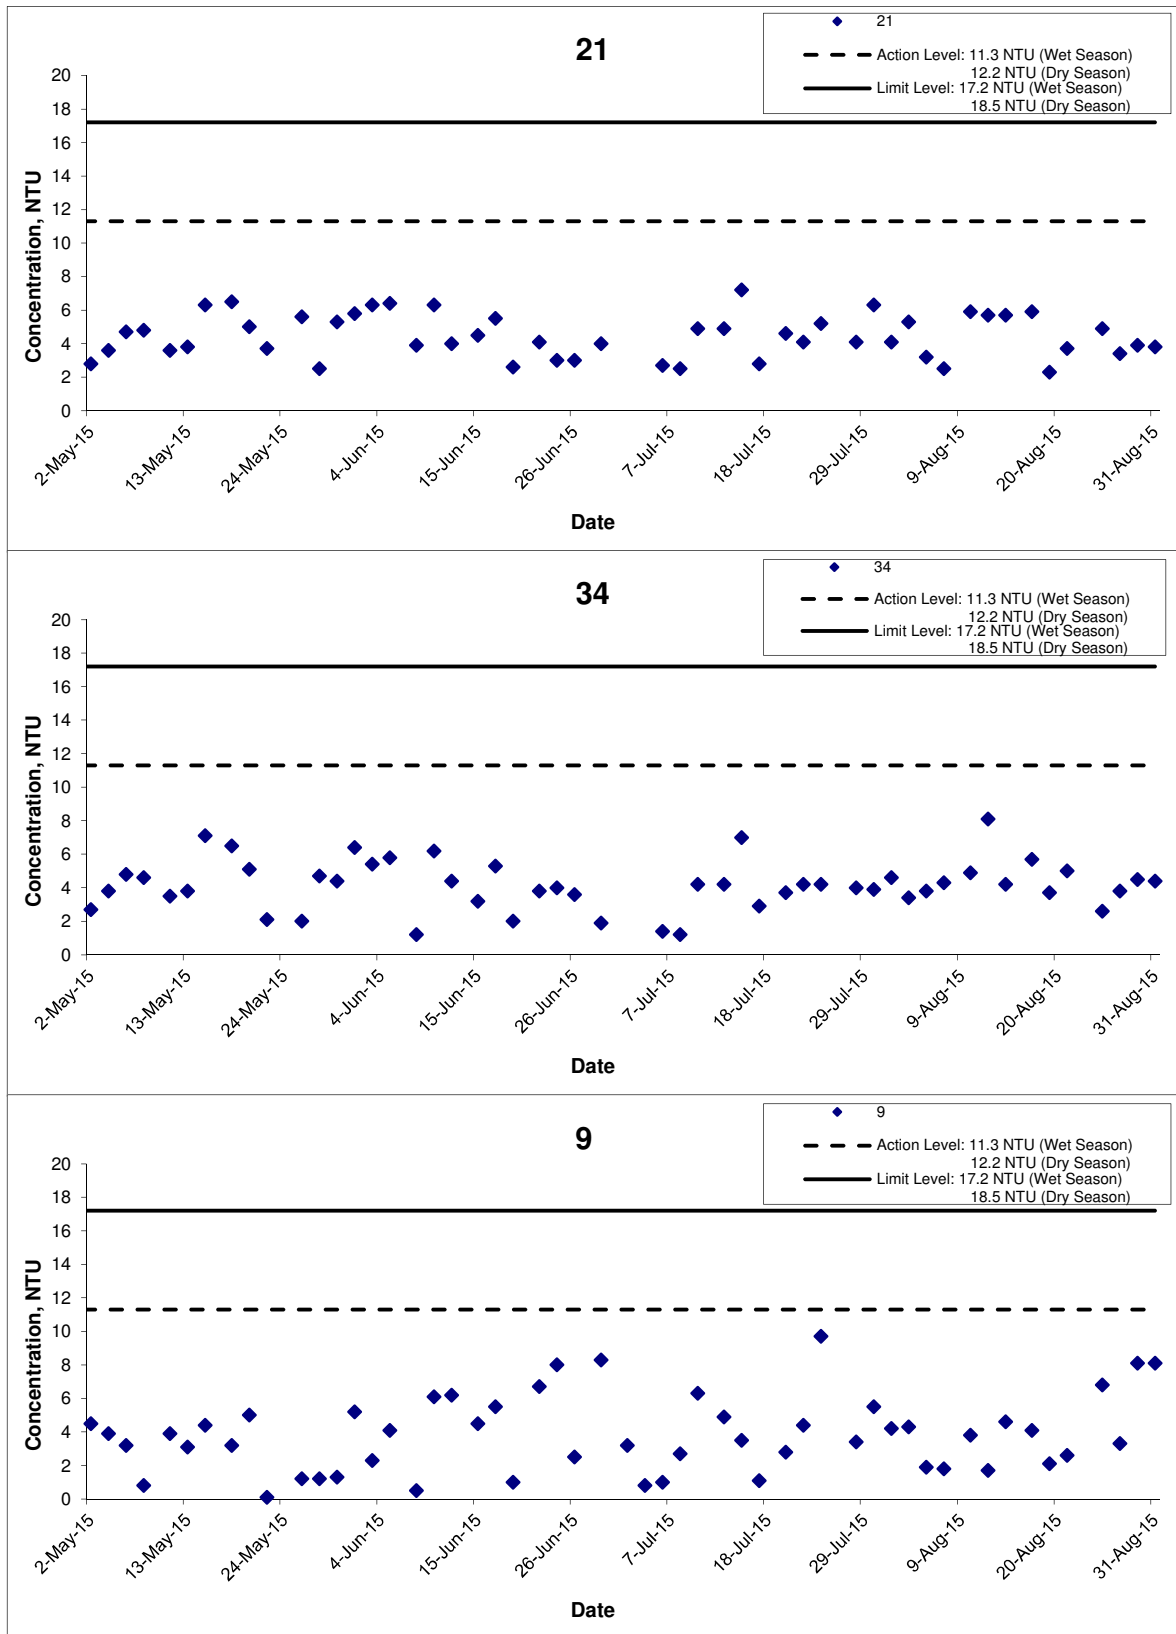 21
21
Action Level: 11.3 NTU (Wet Season)
12.2 NTU (Dry Season)
Limit Level: 17.2 NTU (Wet Season)
18.5 NTU (Dry Season)
20
18
16
14
12
10
8
6
4
2
0
Concentration, NTU
2-May-15
13-May-15
24-May-15
4-Jun-15
15-Jun-15
26-Jun-15
7-Jul-15
18-Jul-15
29-Jul-15
9-Aug-15
20-Aug-15
31-Aug-15
Date
34
34
Action Level: 11.3 NTU (Wet Season)
12.2 NTU (Dry Season)
Limit Level: 17.2 NTU (Wet Season)
18.5 NTU (Dry Season)
20
18
16
14
12
10
8
6
4
2
0
Concentration, NTU
2-May-15
13-May-15
24-May-15
4-Jun-15
15-Jun-15
26-Jun-15
7-Jul-15
18-Jul-15
29-Jul-15
9-Aug-15
20-Aug-15
31-Aug-15
Date
9
9
Action Level: 11.3 NTU (Wet Season)
12.2 NTU (Dry Season)
Limit Level: 17.2 NTU (Wet Season)
18.5 NTU (Dry Season)
20
18
16
14
12
10
8
6
4
2
0
Concentration, NTU
2-May-15
13-May-15
24-May-15
4-Jun-15
15-Jun-15
26-Jun-15
7-Jul-15
18-Jul-15
29-Jul-15
9-Aug-15
20-Aug-15
31-Aug-15
Date